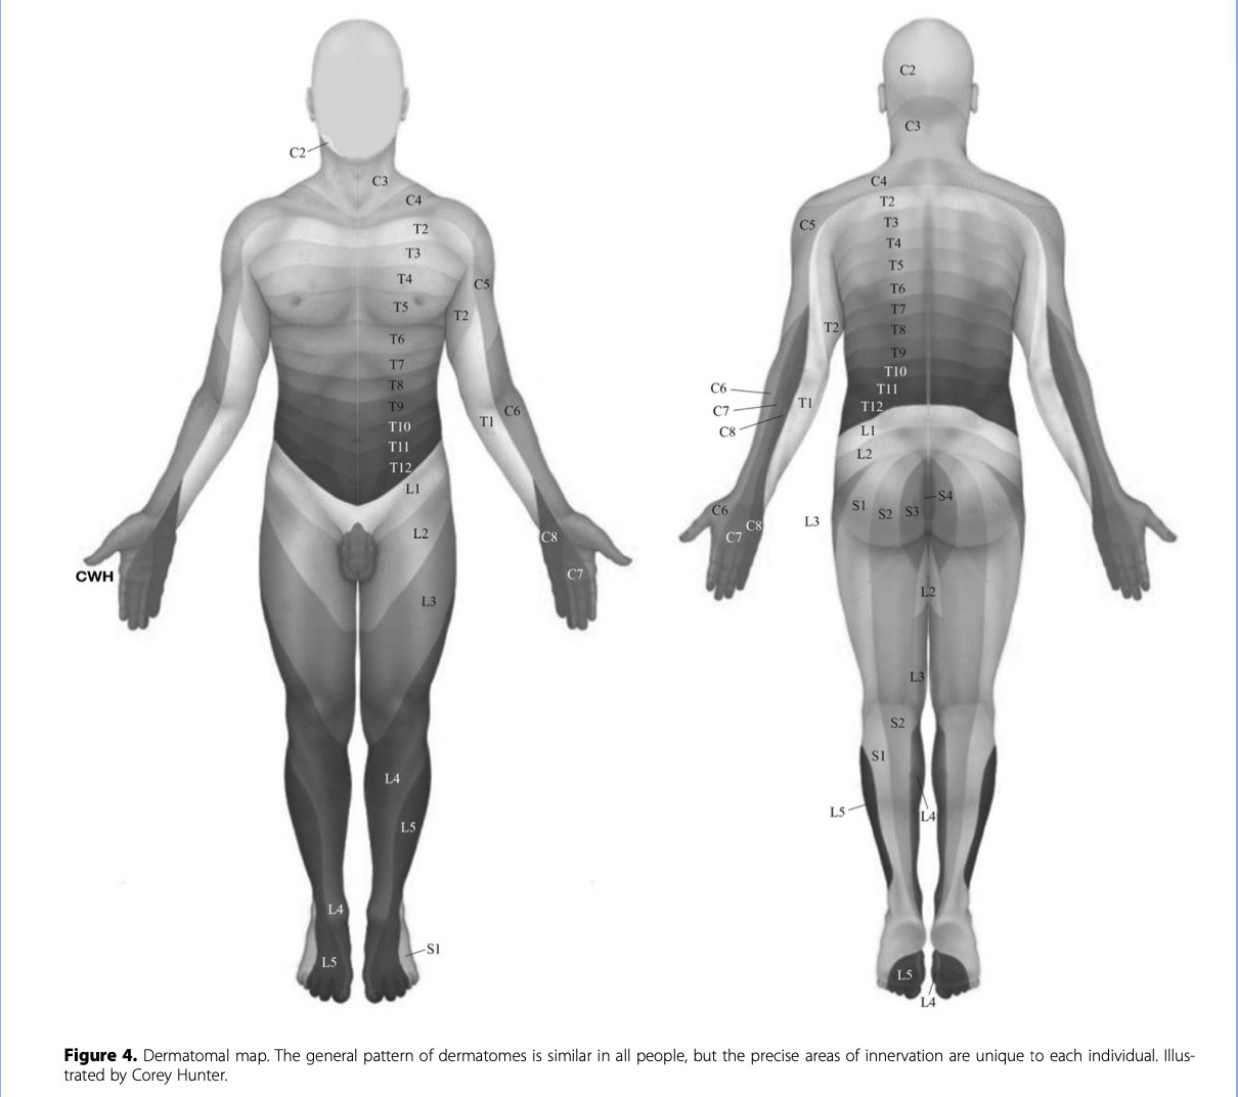 C2
C3
C4
T2
T3
T4
C5
T5
T2
T6
T7
T8
T9
C6
T1
T10
T11
T12
L1
L2
C8
C7
CWH
L3
L4
L5
L4
S1
L5
C2
C3
C4
T2
T3
C5
T4
T5
T6
T7
T2
T8
T9
T10
C6
T11
T1
T12
C7
C8
L1
L2
S4
S1
S2
S3
C6
L3
C8
C7
L2
L3
S2
S1
L5
L4
L5
L4
Figure 4. Dermatomal map. The general pattern of dermatomes is similar in all people, but the precise areas of innervation are unique to each individual. Illus-
trated by Corey Hunter.